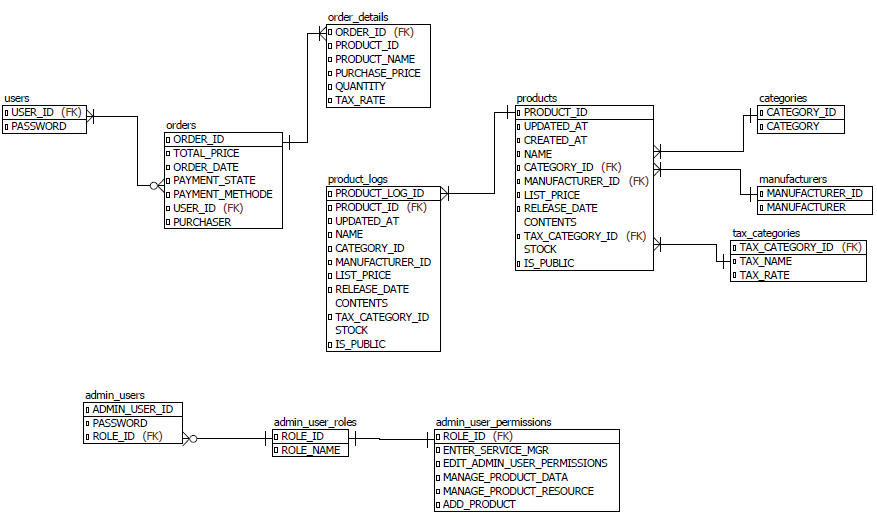 order_details
ORDER_ID (FK)
PRODUCT_ID
PRODUCT_NAME
PURCHASE_PRICE
QUANTITY
TAX_RATE
users
USER_ID (FK)
PASSWORD
orders
ORDER_ID
TOTAL_PRICE
ORDER_DATE
PAYMENT_STATE
PAYMENT_METHODE
USER_ID (FK)
PURCHASER
product_logs
PRODUCT_LOG_ID
PRODUCT_ID (FK)
UPDATED_AT
NAME
CATEGORY_ID
MANUFACTURER_ID
LIST_PRICE
RELEASE_DATE
CONTENTS
TAX_CATEGORY_ID
STOCK
IS_PUBLIC
products
PRODUCT_ID
UPDATED_AT
CREATED_AT
NAME
CATEGORY_ID (FK)
MANUFACTURER_ID (FK)
LIST_PRICE
RELEASE_DATE
CONTENTS
TAX_CATEGORY_ID (FK)
STOCK
IS_PUBLIC
categories
CATEGORY_ID
CATEGORY
manufacturers
MANUFACTURER_ID
MANUFACTURER
tax_categories
TAX_CATEGORY_ID (FK)
TAX_NAME
TAX_RATE
admin_users
ADMIN_USER_ID
PASSWORD
ROLE_ID (FK)
admin_user_roles
ROLE_ID
ROLE_NAME
admin_user_permissions
ROLE_ID (FK)
ENTER_SERVICE_MGR
EDIT_ADMIN_USER_PERMISSIONS
MANAGE_PRODUCT_DATA
MANAGE_PRODUCT_RESOURCE
ADD_PRODUCT